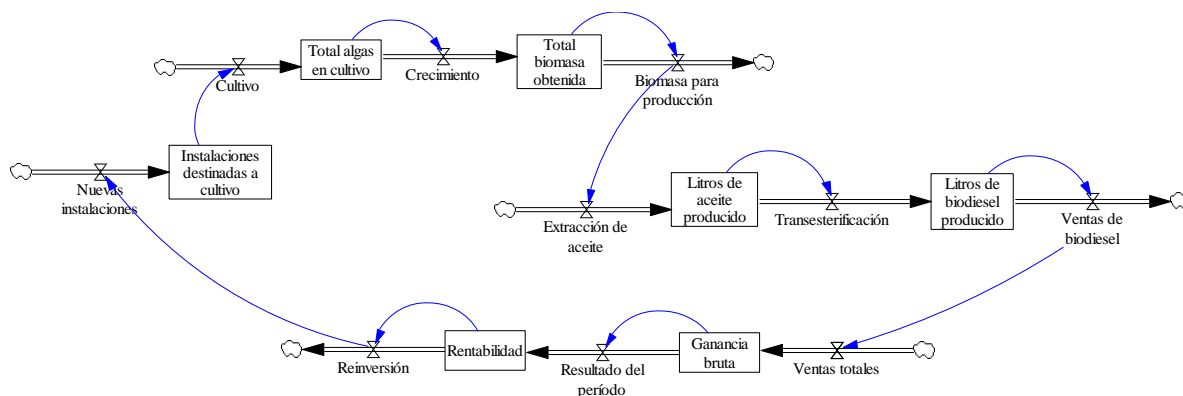 Total algas
en cultivo
Total
biomasa
obtenida
Cultivo
Crecimiento
Biomasa para
producción
Instalaciones
destinadas a
cultivo
Nuevas
instalaciones
Litros de
aceite
producido
Litros de
biodiesel
producido
Extracción de
aceite
Transesterificación
Ventas de
biodiesel
Reinversión
Rentabilidad
Resultado del
período
Ganancia
bruta
Ventas totales